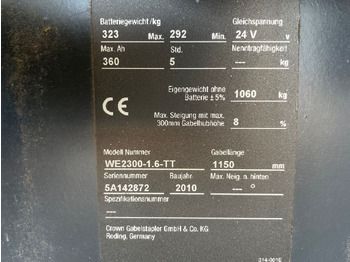 Batteriegewicht/kg Gleichspannung
323 Max. 292 Min. 24 V v
Max. Ah Std. Nenntragfähigkeit
360 5 --- kg
Eigengewicht ohne
Batterie ± 5% 1060 kg
CE
Max. Steigung mit max.
300mm Gabelhubhöhe 8 %
Modell Nummer Gabellänge
WE2300-1.6-TT 1150 mm
Seriennummer Baujahr Max. Neig. n. hinten
5A142872 2010 --- °
Spezifikationsnummer
---
Crown Gabelstapler GmbH & Co. KG
Roding, Germany